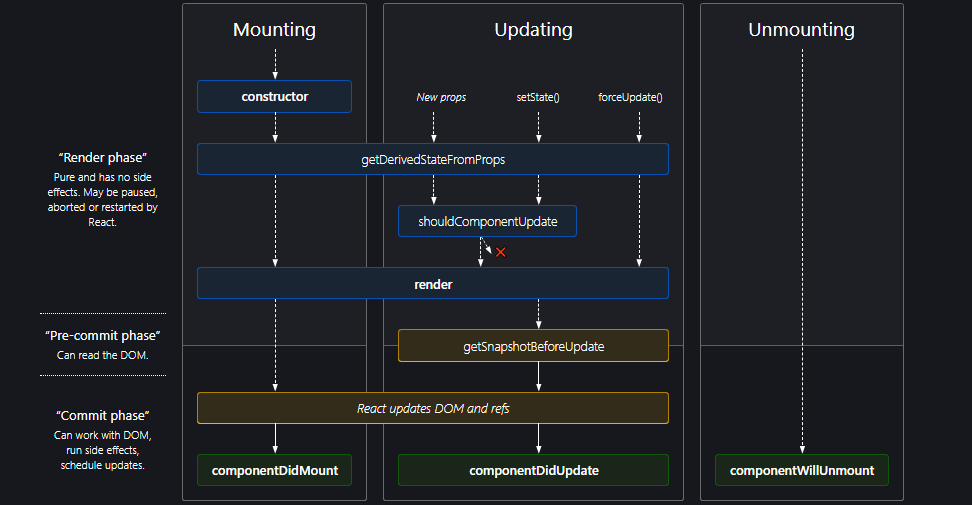 Mounting
Updating
Unmounting
constructor
New props
setState()
forceUpdate()
“Render phase”
Pure and has no side
effects. May be paused,
aborted or restarted by
React.
getDerivedStateFromProps
shouldComponentUpdate
render
“Pre-commit phase”
Can read the DOM.
getSnapshotBeforeUpdate
“Commit phase”
Can work with DOM,
run side effects,
schedule updates.
React updates DOM and refs
componentDidMount
componentDidUpdate
componentWillUnmount